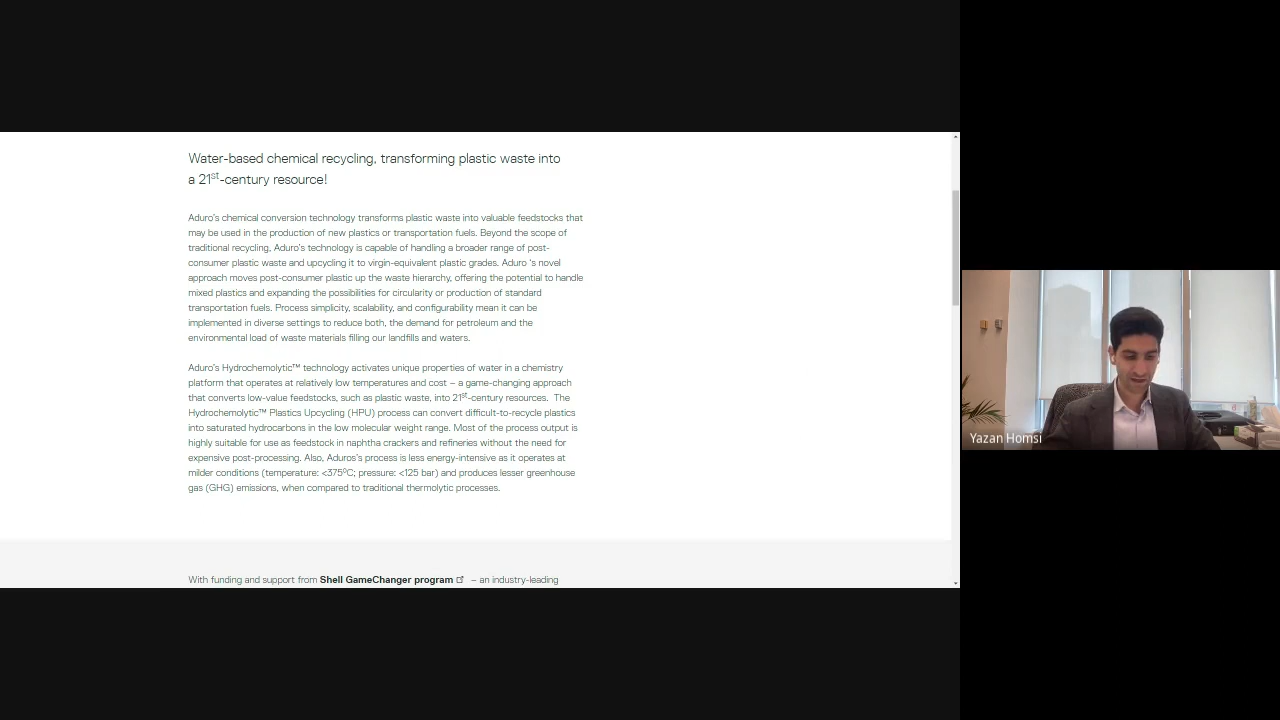 Water-based chemical recycling, transforming plastic waste into
a 21st-century resource!
Aduro's chemical conversion technology transforms plastic waste into valuable feedstocks that
may be used in the production of new plastics or transportation fuels. Beyond the scope of
traditional recycling, Aduro's technology is capable of handling a broader range of post-
consumer plastic waste and upcycling it to virgin-equivalent plastic grades. Aduro 's novel
approach moves post-consumer plastic up the waste hierarchy, offering the potential to handle
mixed plastics and expanding the possibilities for circularity or production of standard
transportation fuels. Process simplicity, scalability, and configurability mean it can be
implemented in diverse settings to reduce both, the demand for petroleum and the
environmental load of waste materials filling our landfills and waters.
Aduro's Hydrochemolytic™ technology activates unique properties of water in a chemistry
platform that operates at relatively low temperatures and cost – a game-changing approach
that converts low-value feedstocks, such as plastic waste, into 21st-century resources. The
Hydrochemolytic™ Plastics Upcycling (HPU) process can convert difficult-to-recycle plastics
into saturated hydrocarbons in the low molecular weight range. Most of the process output is
highly suitable for use as feedstock in naphtha crackers and refineries without the need for
expensive post-processing. Also, Aduros's process is less energy-intensive as it operates at
milder conditions (temperature: <375ºC; pressure: <125 bar) and produces lesser greenhouse
gas (GHG) emissions, when compared to traditional thermolytic processes.
With funding and support from Shell GameChanger program – an industry-leading
Yazan Homsi